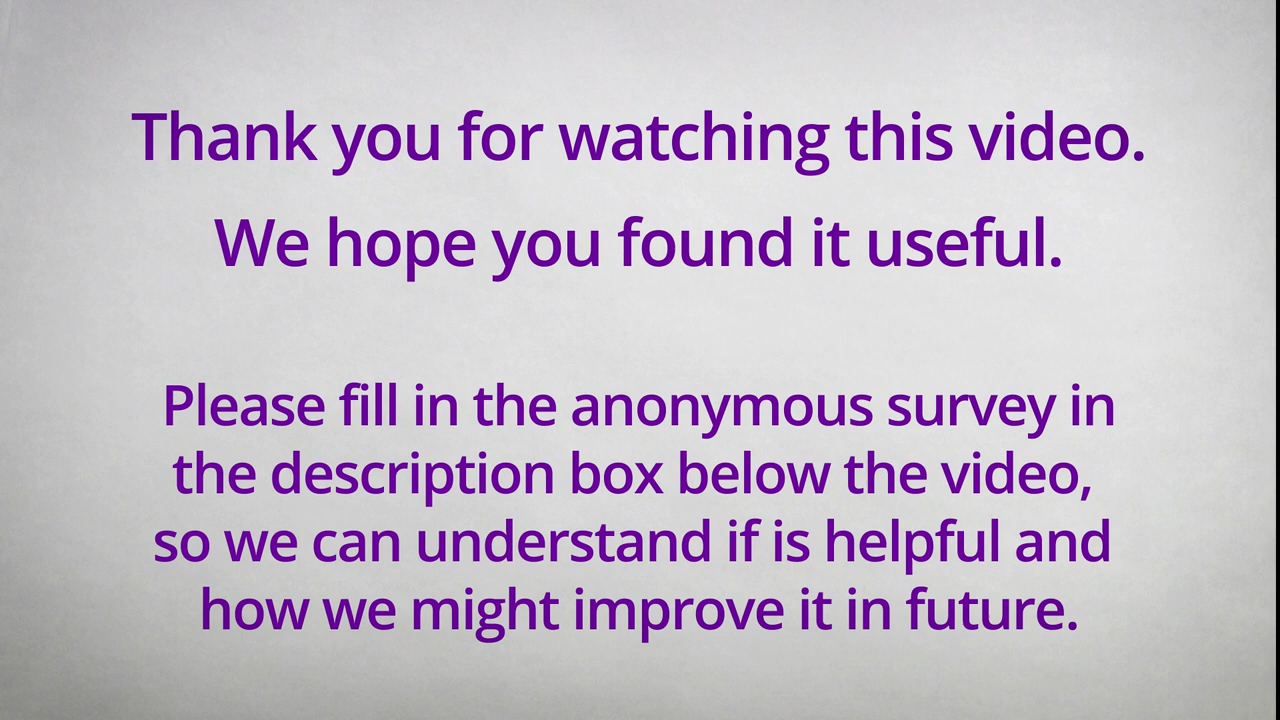 Thank you for watching this video.
We hope you found it useful.
Please fill in the anonymous survey in
the description box below the video,
so we can understand if is helpful and
how we might improve it in future.